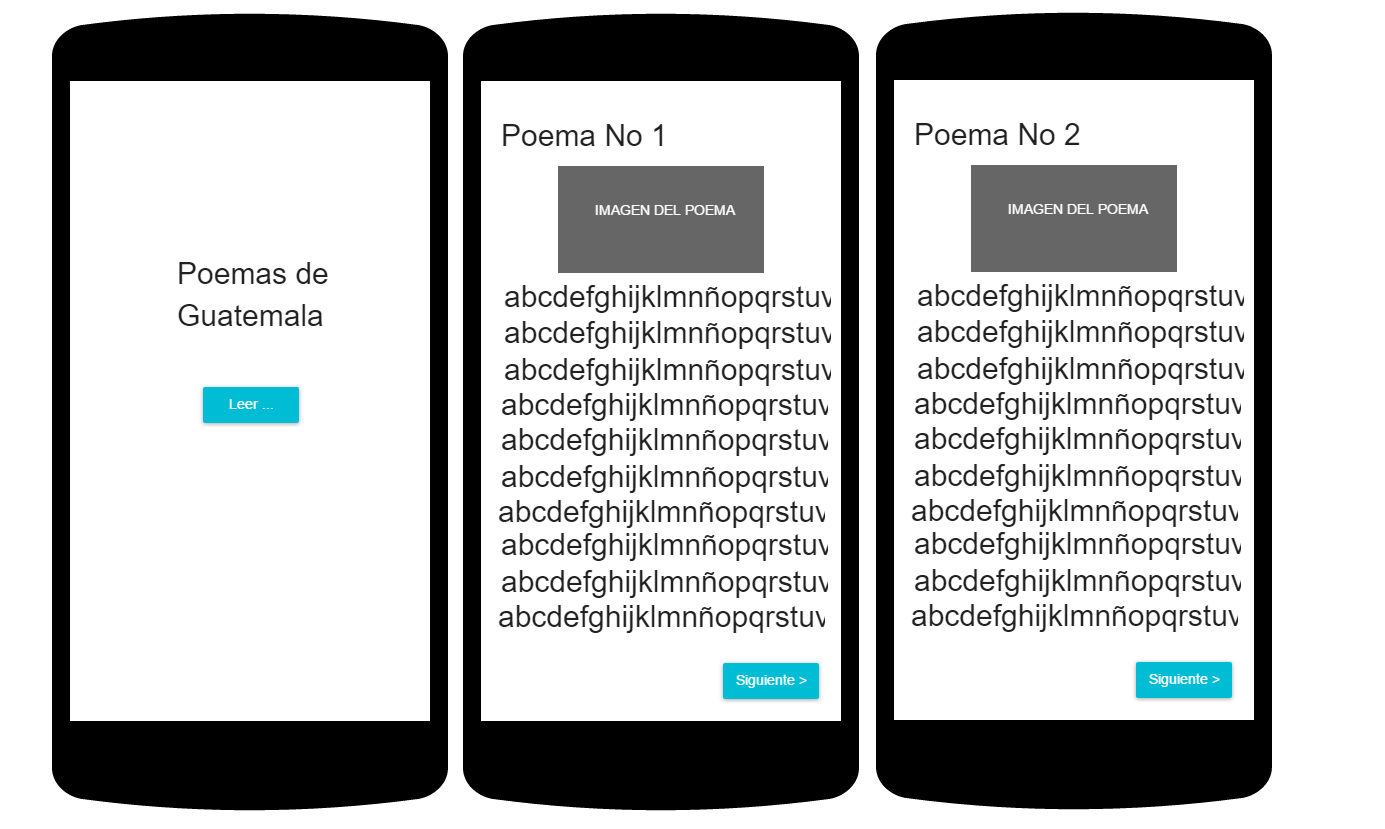 Poemas de
Guatemala
Leer ...
Poema No 1
IMAGEN DEL POEMA
abcdefghijklmnñopqrstuv
abcdefghijklmnñopqrstuv
abcdefghijklmnñopqrstuv
abcdefghijklmnñopqrstuv
abcdefghijklmnñopqrstuv
abcdefghijklmnñopqrstuv
abcdefghijklmnñopqrstuv
abcdefghijklmnñopqrstuv
abcdefghijklmnñopqrstuv
abcdefghijklmnñopqrstuv
Siguiente >
Poema No 2
IMAGEN DEL POEMA
abcdefghijklmnñopqrstuv
abcdefghijklmnñopqrstuv
abcdefghijklmnñopqrstuv
abcdefghijklmnñopqrstuv
abcdefghijklmnñopqrstuv
abcdefghijklmnñopqrstuv
abcdefghijklmnñopqrstuv
abcdefghijklmnñopqrstuv
abcdefghijklmnñopqrstuv
abcdefghijklmnñopqrstuv
Siguiente >